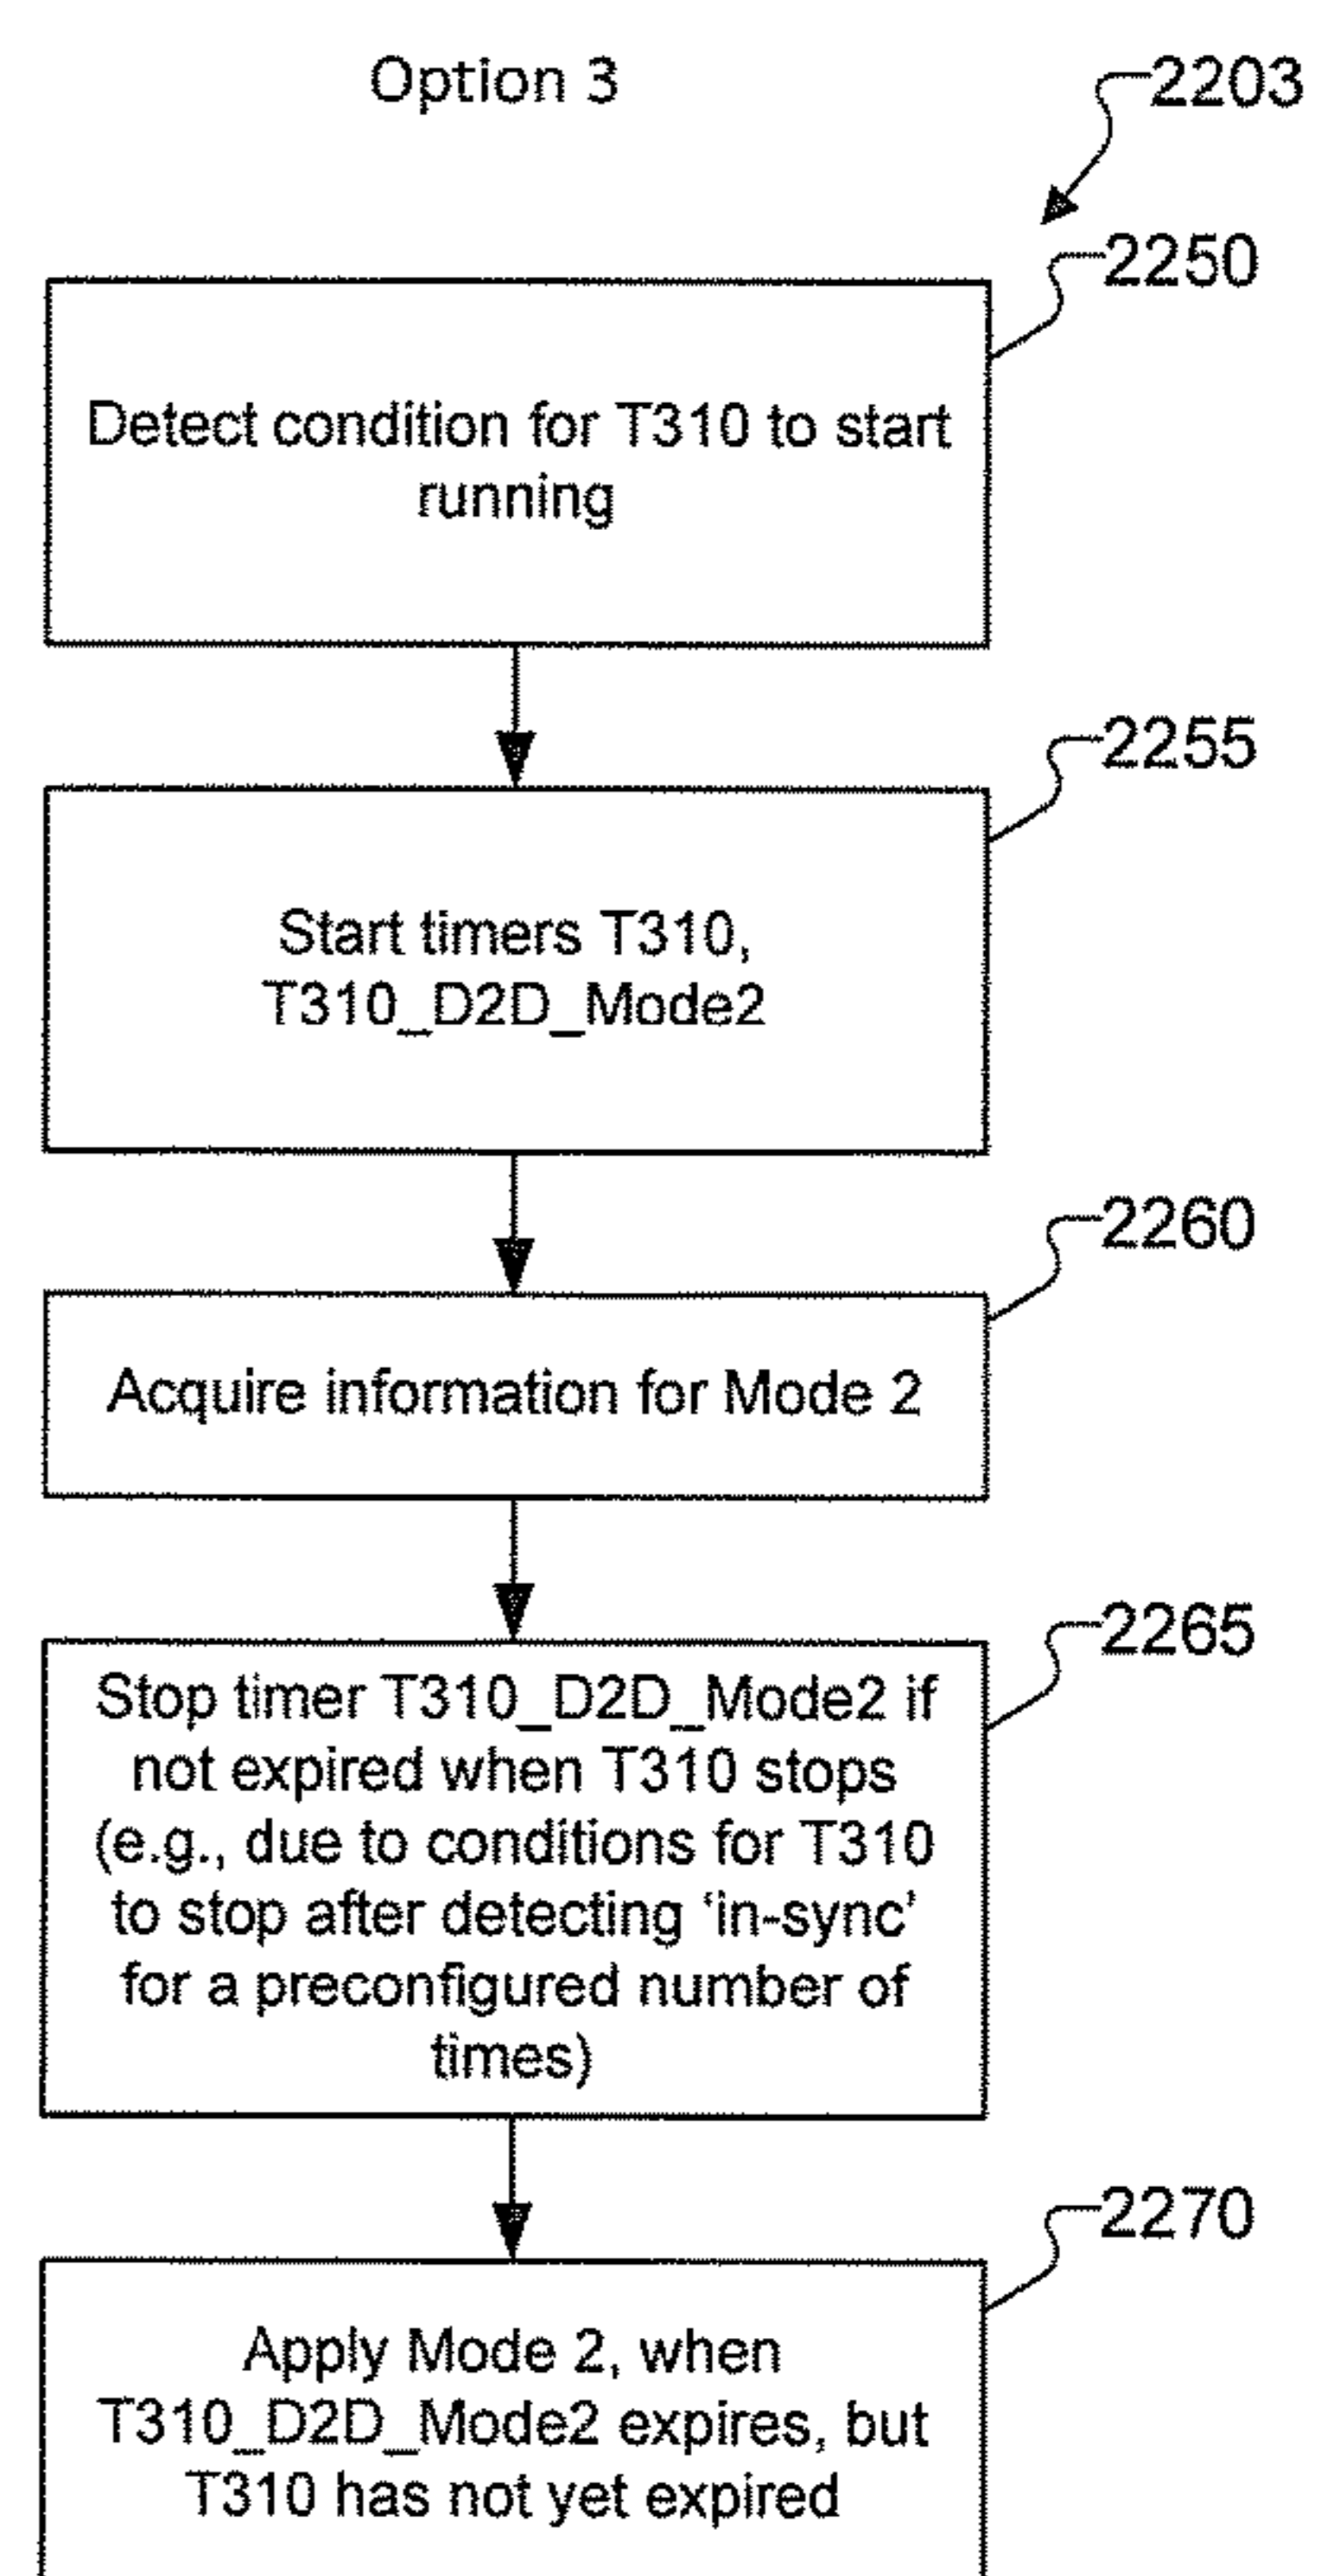 Option 3
2203
2250
Detect condition for T310 to start
running
2255
Start timers T310,
T310_D2D_Mode2
2260
Acquire information for Mode 2
2265
Stop timer T310_D2D_Mode2 if
not expired when T310 stops
(e.g., due to conditions for T310
to stop after detecting ‘in-sync’
for a preconfigured number of
times)
2270
Apply Mode 2, when
T310_D2D_Mode2 expires, but
T310 has not yet expired